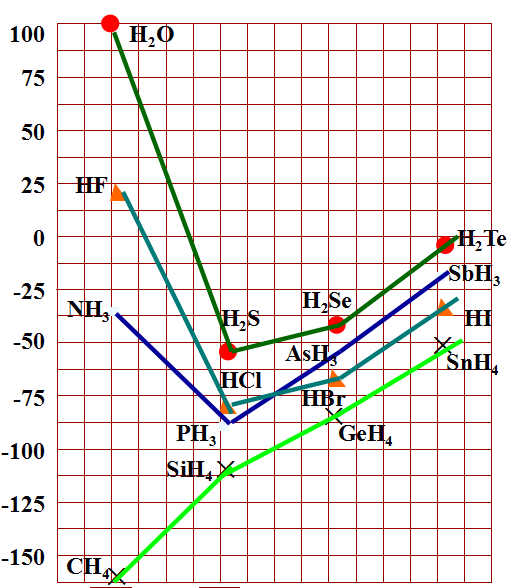 100
H₂O
75
50
25
HF
0
H₂Te
SbH₃
-25
H₂Se
NH₃
H₂S
HI
-50
AsH₃
SnH₄
HCl
-75
HBr
PH₃
GeH₄
-100
SiH₄
-125
-150
CH₄